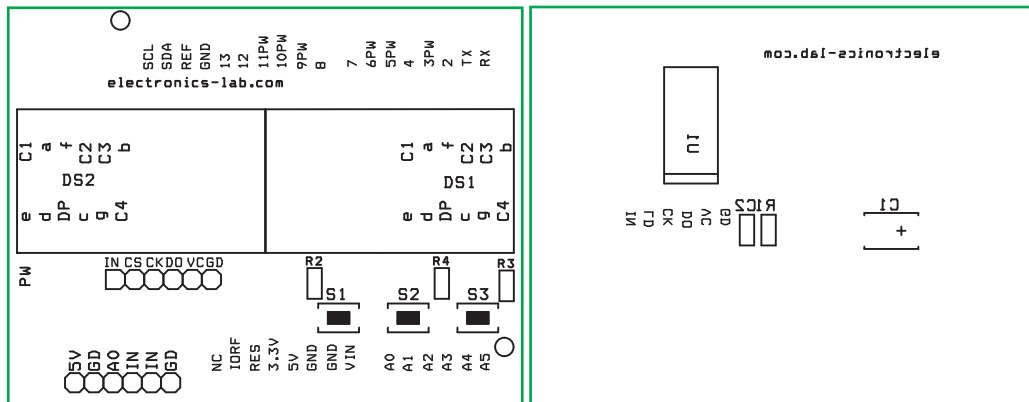 SCL SDA REF GND 13 12 11PW 10PW 9PW 8 7 6PW 5PW 4 3PW 2 TX RX
electronics-lab.com
C1 a f C2 C3 b
DS2
e d DP c g C4
C1 a f C2 C3 b
DS1
e d DP c g C4
PW
IN CS CK DO VC GD
R2 R4 R3
S1 S2 S3
5V GD A0 IN IN GD
NC IORF RES 3.3V 5V GND GND VIN A0 A1 A2 A3 A4 A5
electronics-lab.com
U1
IN LD CK DO VC GD
R1 C2
C1
+